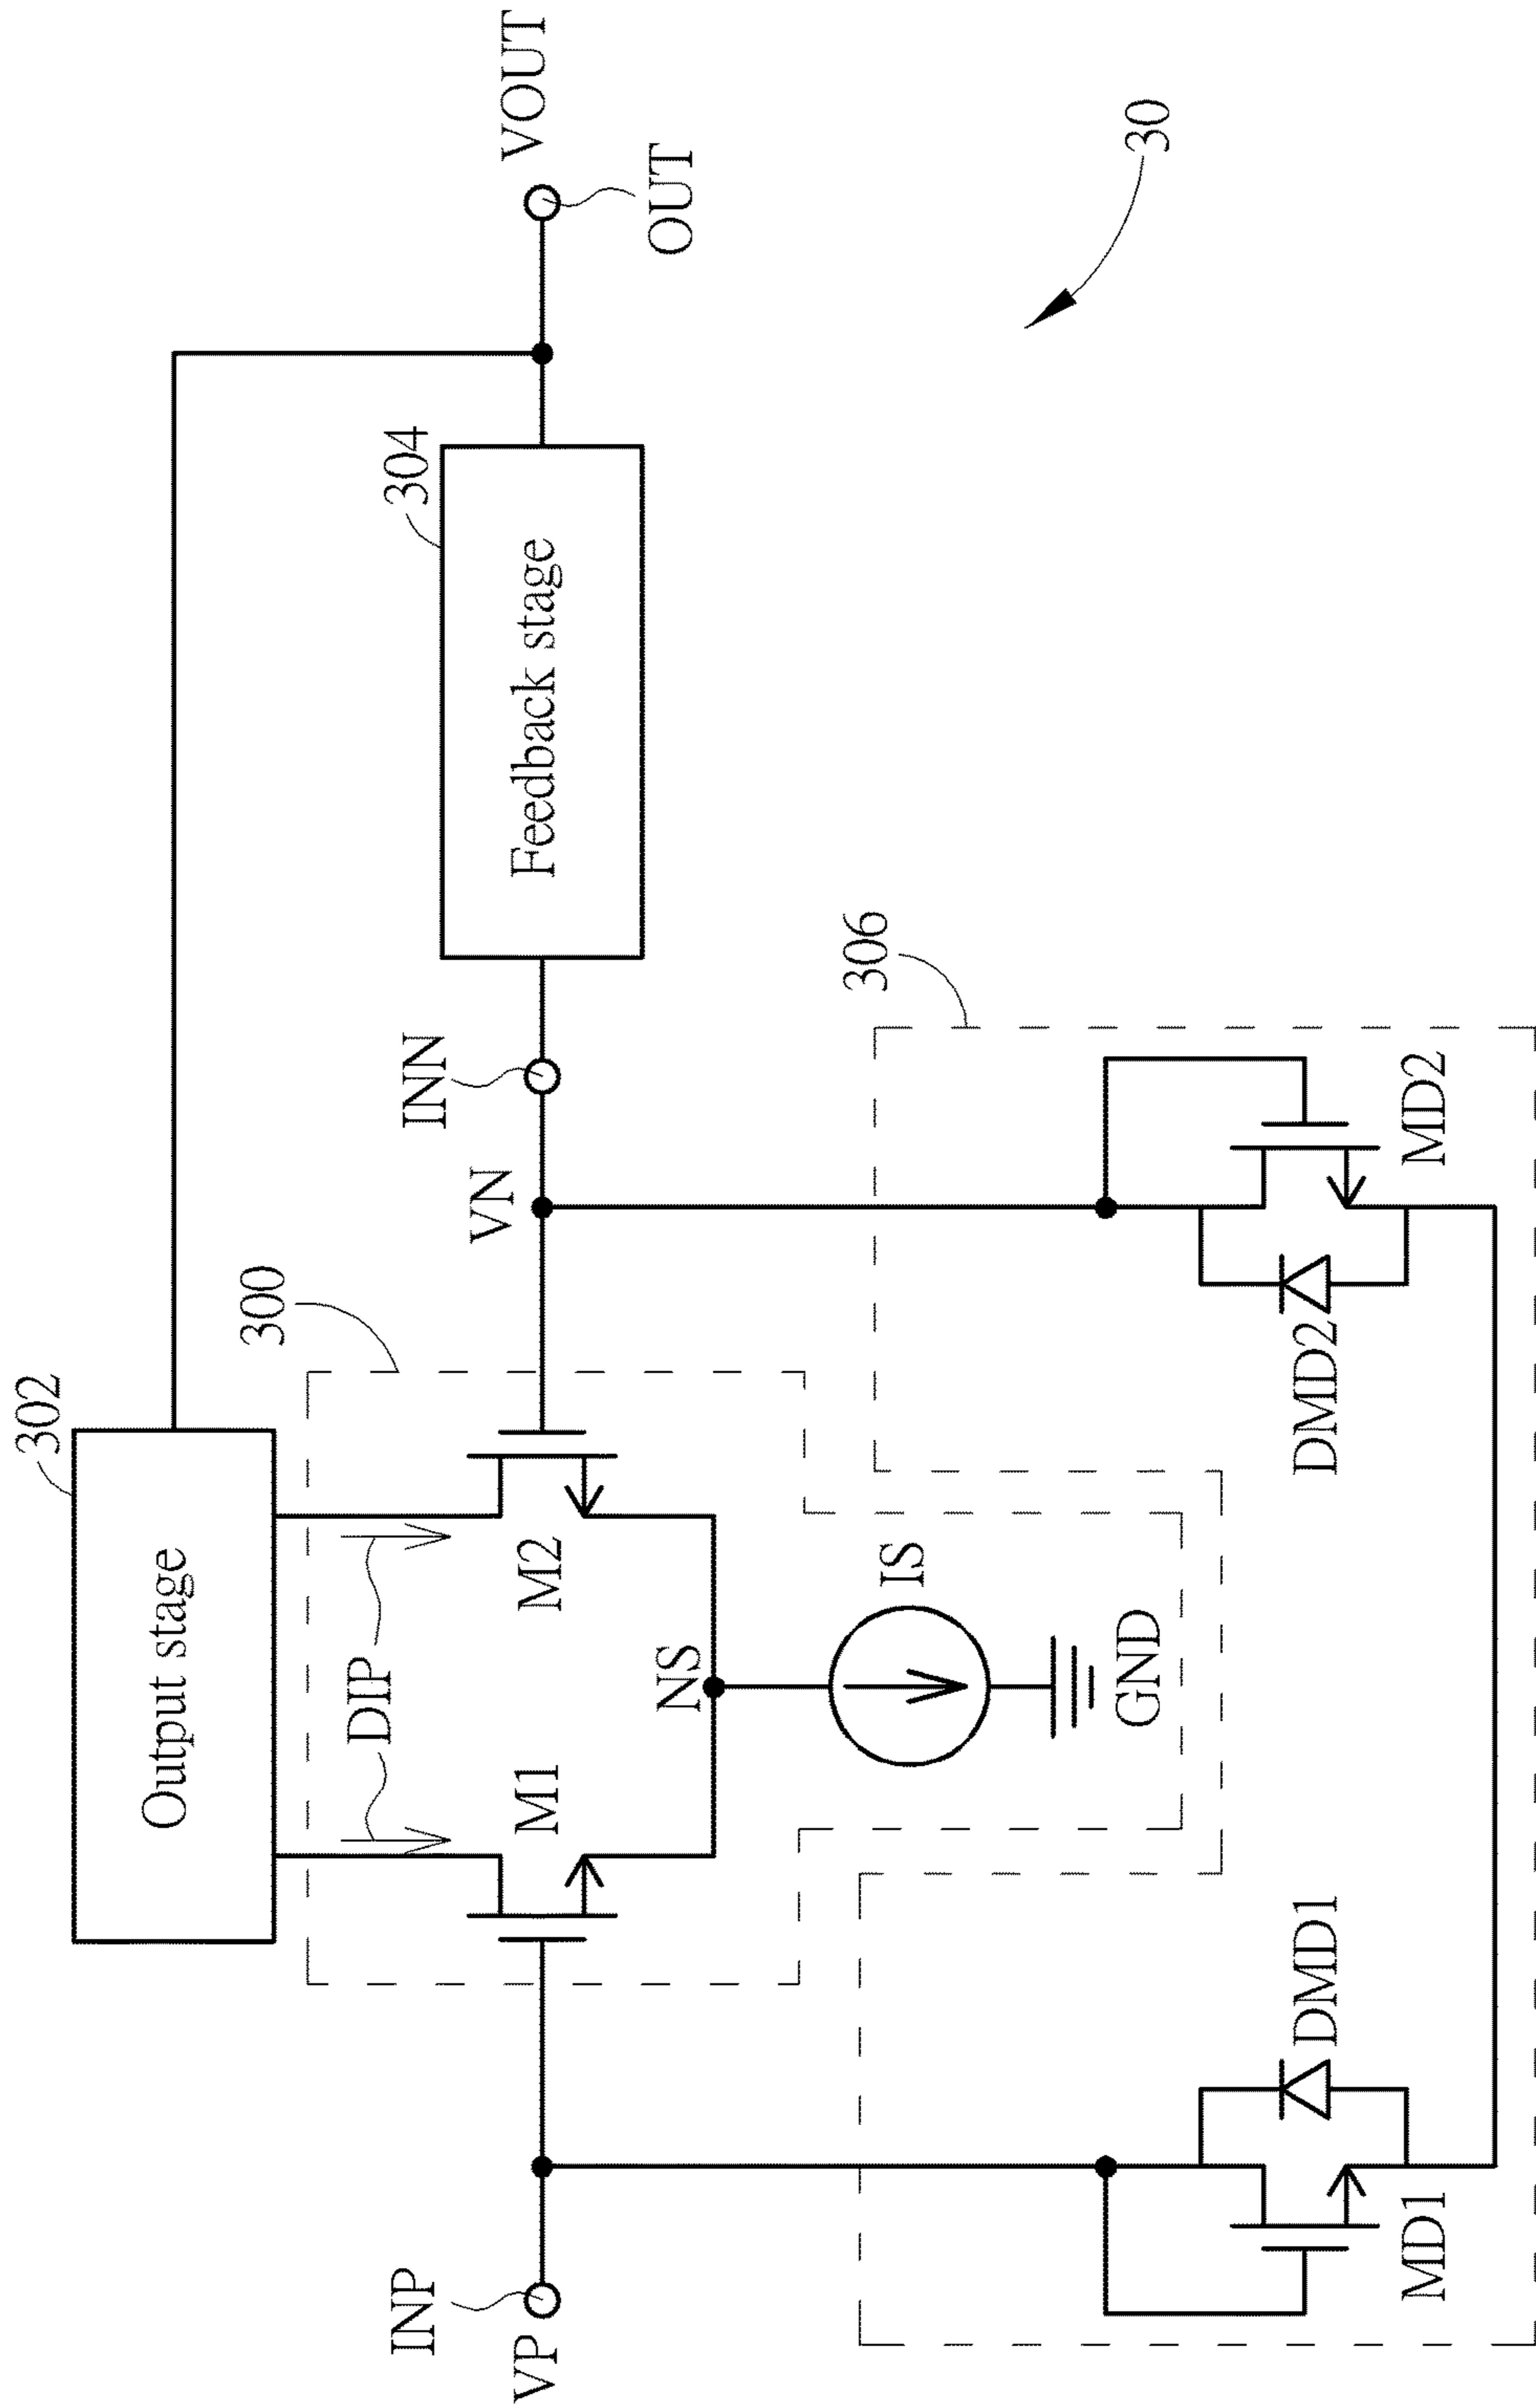 302
Output stage
300
DIP
M1
M2
NS
IS
GND
INP
VP
VN
INN
304
Feedback stage
VOUT
OUT
306
DMD1
MD1
DMD2
MD2
30